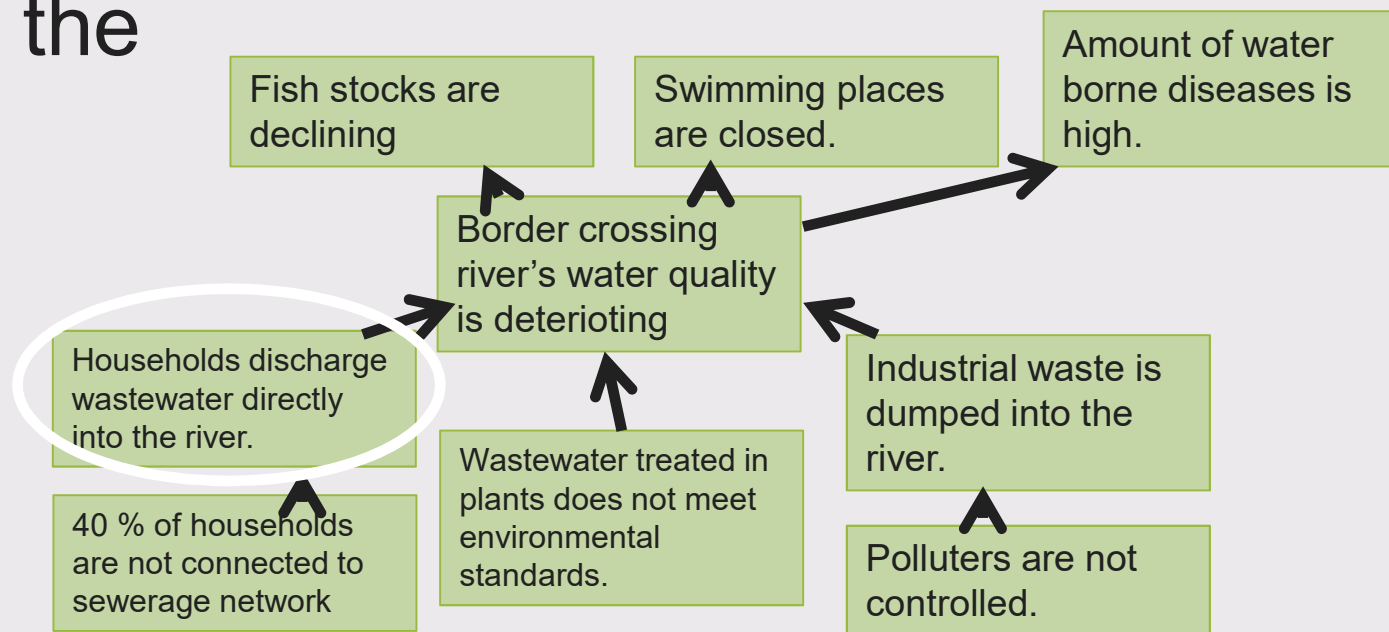 the
Fish stocks are
declining
Swimming places
are closed.
Amount of water
borne diseases is
high.
Border crossing
river’s water quality
is deterioting
Households discharge
wastewater directly
into the river.
Wastewater treated in
plants does not meet
environmental
standards.
Industrial waste is
dumped into the
river.
40 % of households
are not connected to
sewerage network
Polluters are not
controlled.